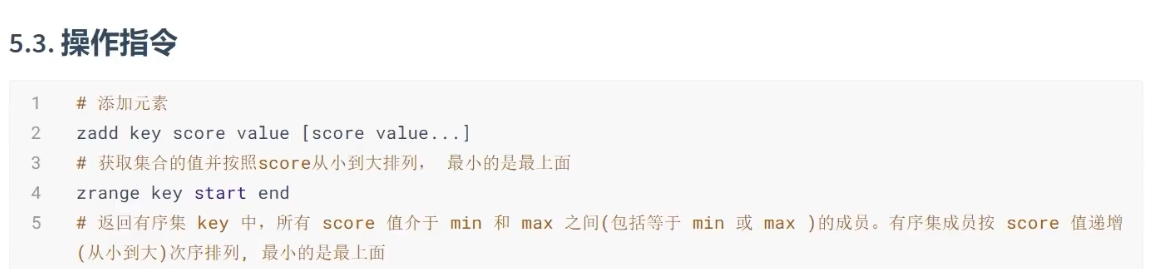 5.3. 操作指令
1 # 添加元素
2 zadd key score value [score value...]
3 # 获取集合的值并按照score从小到大排列， 最小的是最上面
4 zrange key start end
5 # 返回有序集 key 中，所有 score 值介于 min 和 max 之间(包括等于 min 或 max )的成员。有序集成员按 score 值递增
(从小到大)次序排列, 最小的是最上面